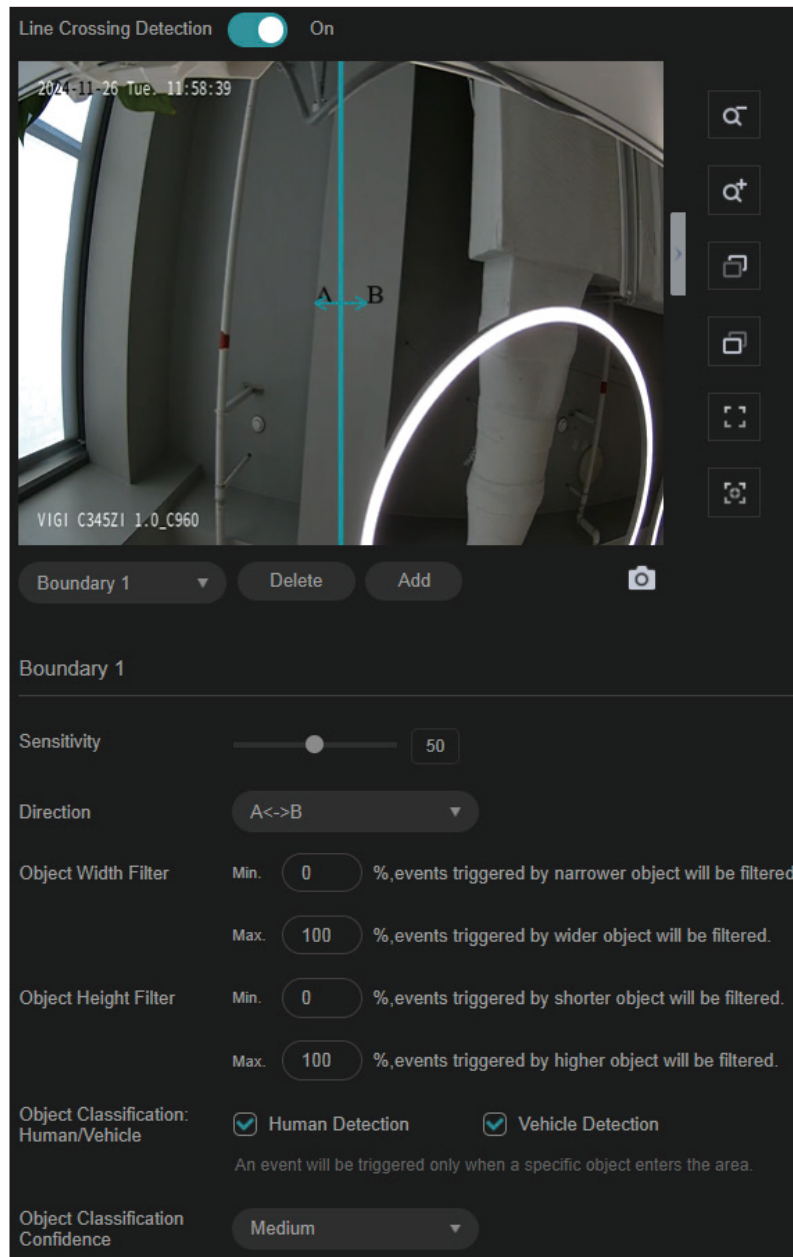 Line Crossing Detection On
2024-11-26 Tue. 11:58:39
A B
VIGI C345ZI 1.0_C960
Boundary 1 Delete Add
Boundary 1
Sensitivity 50
Direction A<->B
Object Width Filter Min. 0 %,events triggered by narrower object will be filtered
Max. 100 %,events triggered by wider object will be filtered.
Object Height Filter Min. 0 %,events triggered by shorter object will be filtered.
Max. 100 %,events triggered by higher object will be filtered.
Object Classification:
Human/Vehicle Human Detection Vehicle Detection
An event will be triggered only when a specific object enters the area.
Object Classification
Confidence Medium